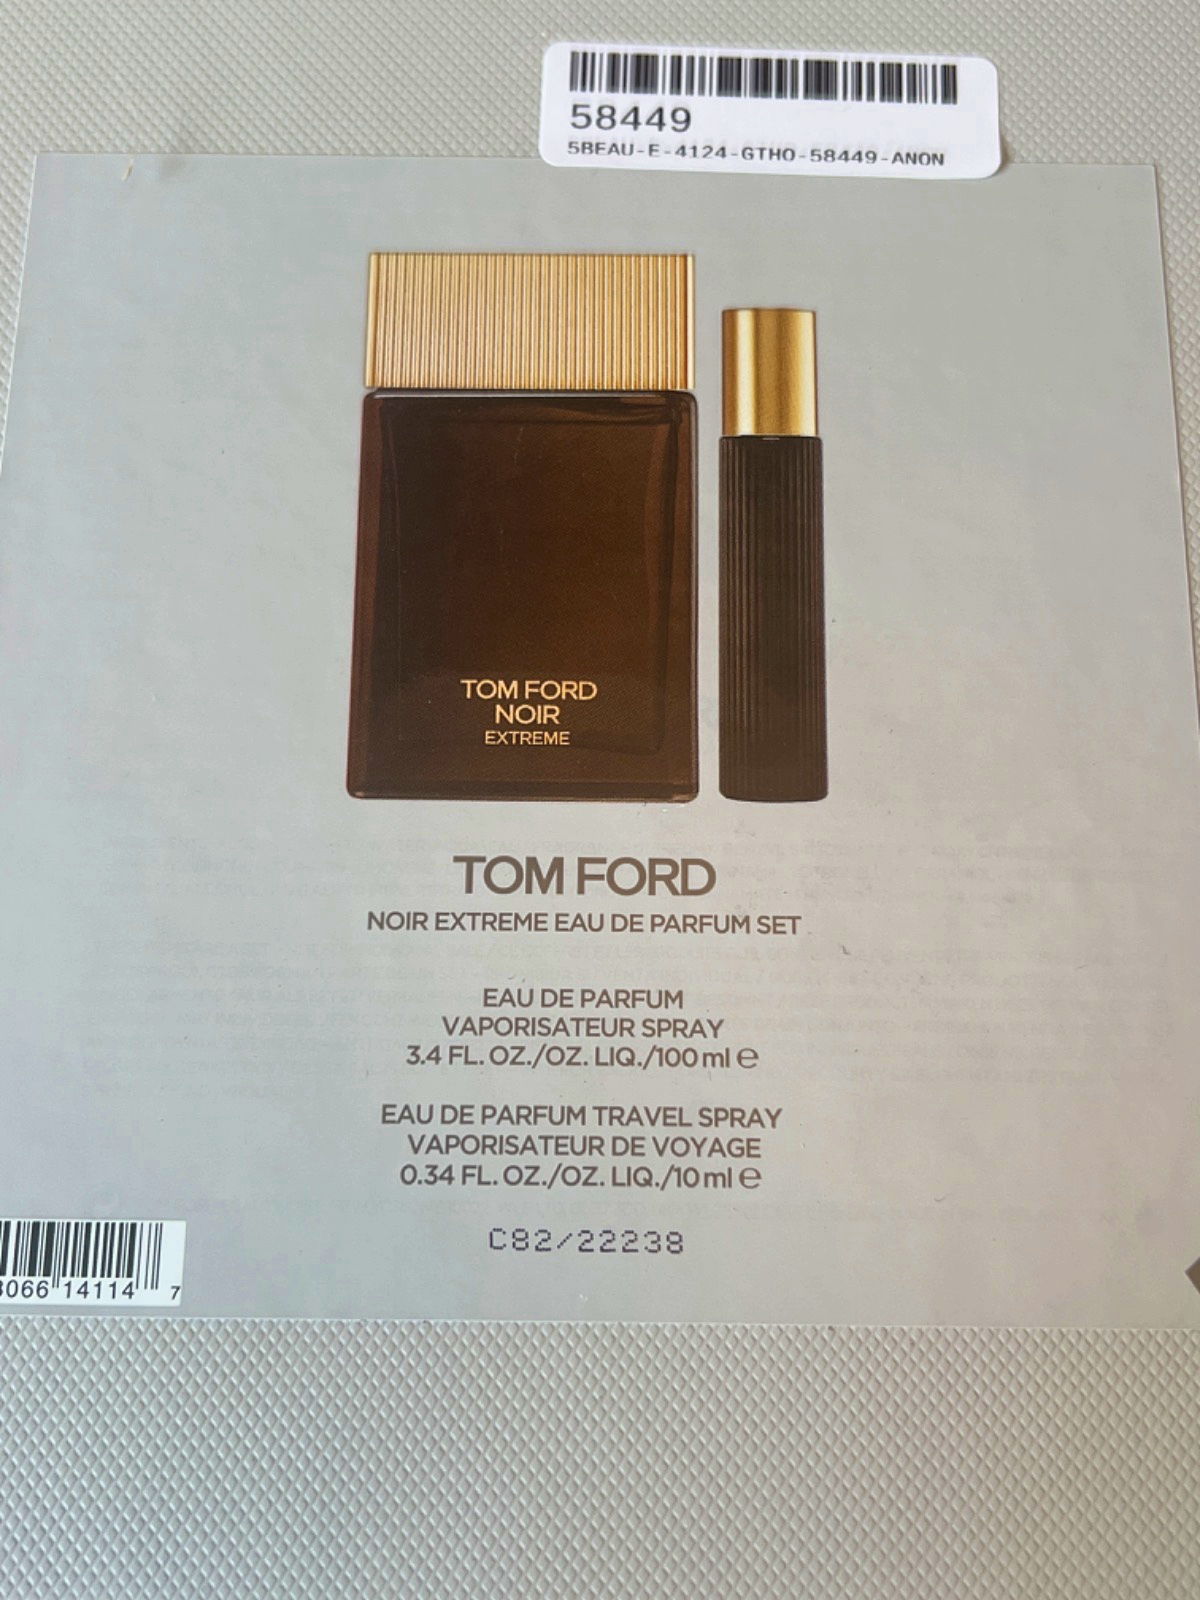 58449
5BEAU-E-4124-GTHO-58449-ANON
TOM FORD
NOIR
EXTREME
TOM FORD
NOIR EXTREME EAU DE PARFUM SET
EAU DE PARFUM
VAPORISATEUR SPRAY
3.4 FL. OZ./OZ. LIQ./100 ml ℮
EAU DE PARFUM TRAVEL SPRAY
VAPORISATEUR DE VOYAGE
0.34 FL. OZ./OZ. LIQ./10 ml ℮
C82/22238
066 14114 7